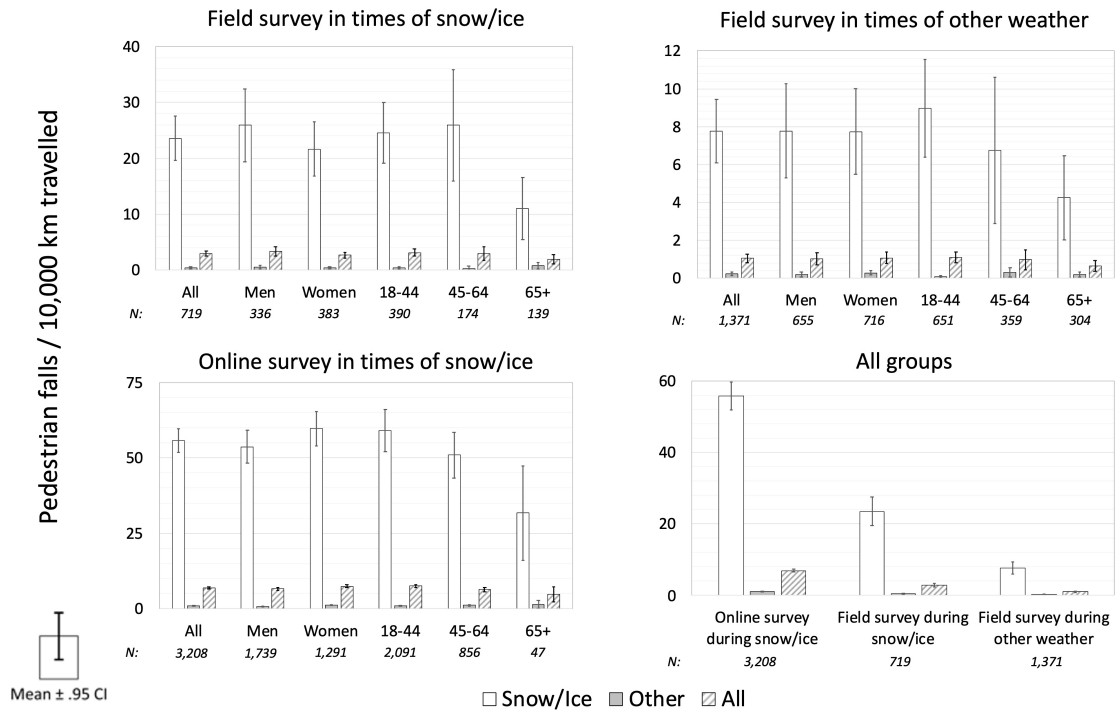 Pedestrian falls / 10,000 km travelled
Field survey in times of snow/ice
40
30
20
10
0
All Men Women 18-44 45-64 65+
N: 719 336 383 390 174 139
Field survey in times of other weather
12
10
8
6
4
2
0
All Men Women 18-44 45-64 65+
N: 1,371 655 716 651 359 304
Online survey in times of snow/ice
75
50
25
0
All Men Women 18-44 45-64 65+
N: 3,208 1,739 1,291 2,091 856 47
All groups
60
40
20
0
Online survey Field survey during Field survey during
during snow/ice snow/ice other weather
N: 3,208 719 1,371
Mean ± .95 CI
Snow/Ice Other All